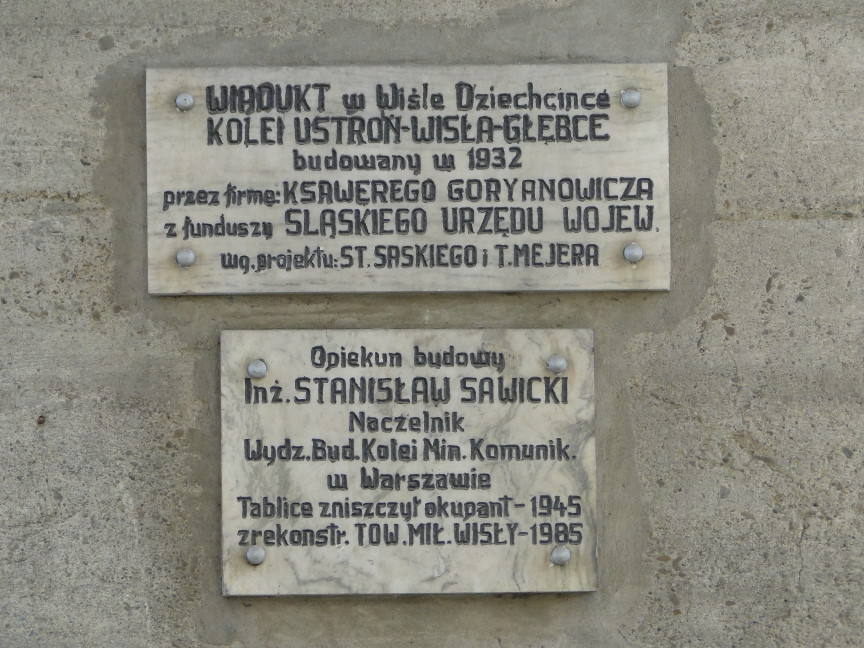 WIADUKT w Wiśle Dziechcince
KOLEI USTROŃ-WISŁA-GŁĘBCE
budowany w 1932
przez firmę: KSAWEREGO GORYANOWICZA
z funduszy ŚLĄSKIEGO URZĘDU WOJEW.
wg. projektu: ST. SASKIEGO i T. MEJERA
Opiekun budowy
Inż. STANISŁAW SAWICKI
Naczelnik
Wydz. Bud. Kolei Min. Komunik.
w Warszawie
Tablice zniszczył okupant - 1945
zrekonstr. TOW. MIŁ. WISŁY - 1985